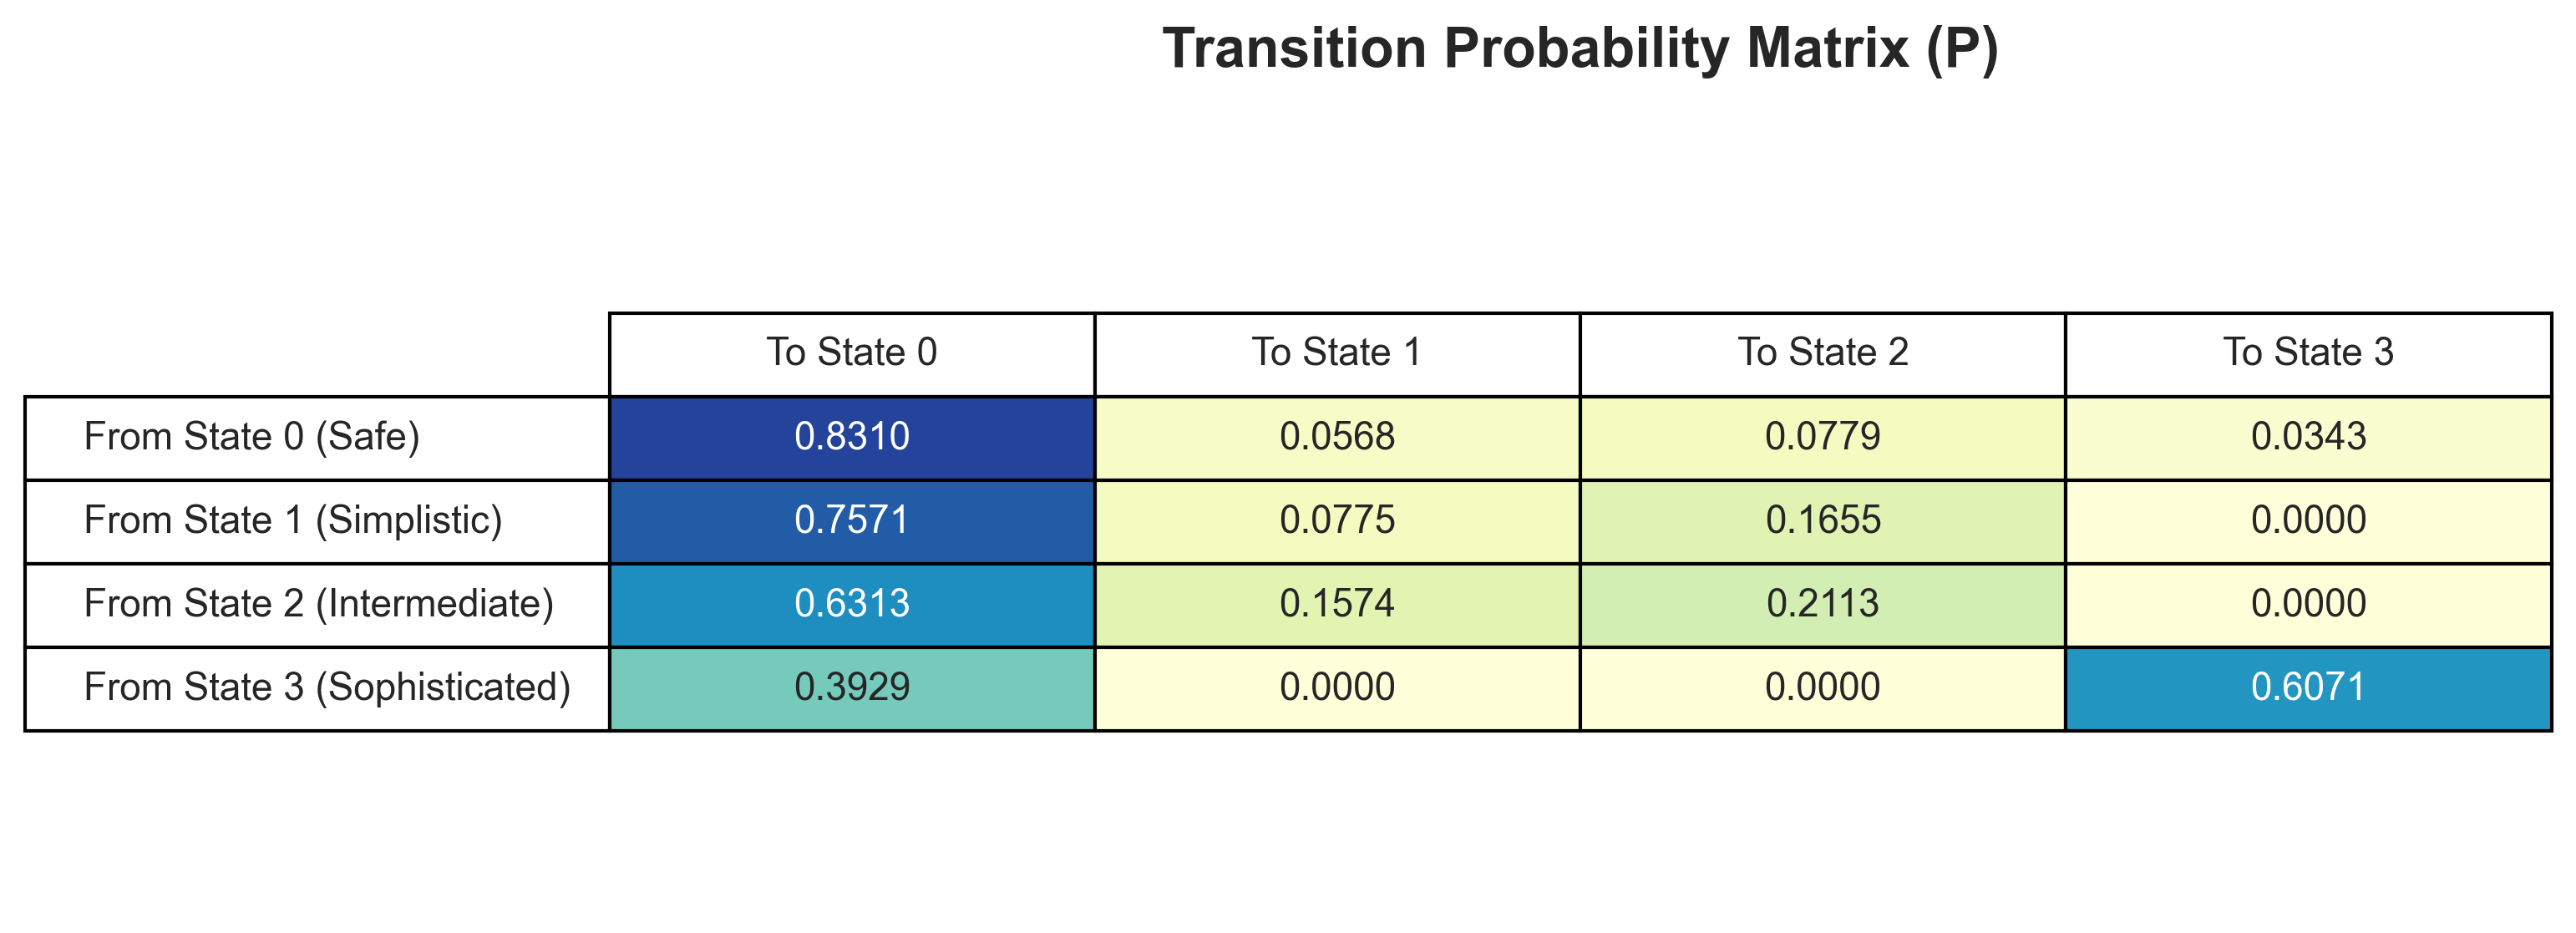 Transition Probability Matrix (P)
To State 0 To State 1 To State 2 To State 3
From State 0 (Safe) 0.8310 0.0568 0.0779 0.0343
From State 1 (Simplistic) 0.7571 0.0775 0.1655 0.0000
From State 2 (Intermediate) 0.6313 0.1574 0.2113 0.0000
From State 3 (Sophisticated) 0.3929 0.0000 0.0000 0.6071